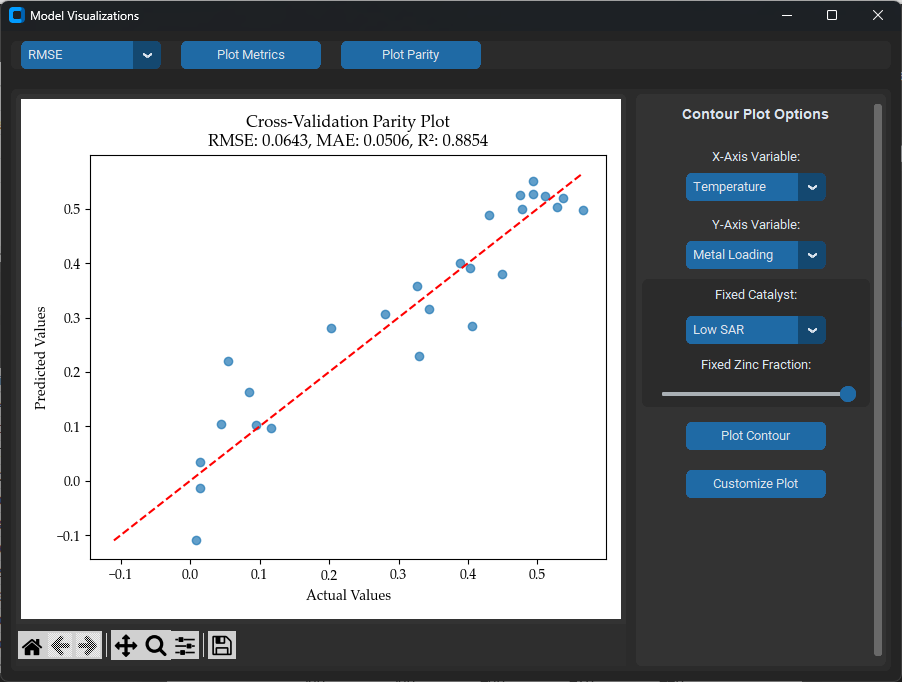 Model Visualizations
RMSE
Plot Metrics
Plot Parity
Cross-Validation Parity Plot
RMSE: 0.0643, MAE: 0.0506, R²: 0.8854
Predicted Values
0.5
0.4
0.3
0.2
0.1
0.0
−0.1
−0.1
0.0
0.1
0.2
0.3
0.4
0.5
Actual Values
Contour Plot Options
X-Axis Variable:
Temperature
Y-Axis Variable:
Metal Loading
Fixed Catalyst:
Low SAR
Fixed Zinc Fraction:
Plot Contour
Customize Plot